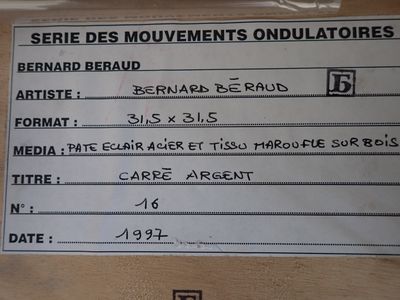 SERIE DES MOUVEMENTS ONDULATOIRES
BERNARD BERAUD
ARTISTE : BERNARD BÉRAUD
FORMAT : 31,5 x 31,5
MEDIA : PATE ECLAIR ACIER ET TISSU MAROUFLE SUR BOIS
TITRE : CARRÉ ARGENT
N° : 16
DATE : 1997